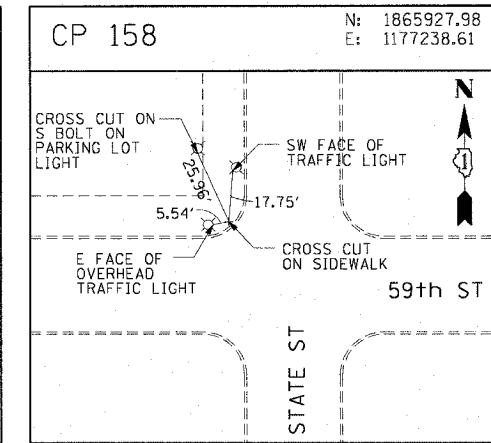 CP 158
N: 1865927.98
E: 1177238.61
N
1
CROSS CUT ON
S BOLT ON
PARKING LOT
LIGHT
SW FACE OF
TRAFFIC LIGHT
25.96'
17.75'
5.54'
E FACE OF
OVERHEAD
TRAFFIC LIGHT
CROSS CUT
ON SIDEWALK
59th ST
STATE ST